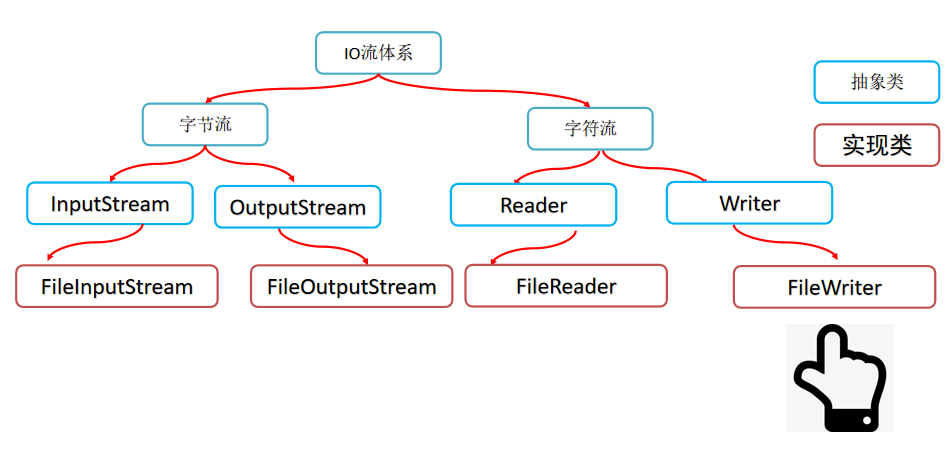 IO流体系
抽象类
字节流
字符流
实现类
InputStream
OutputStream
Reader
Writer
FileInputStream
FileOutputStream
FileReader
FileWriter